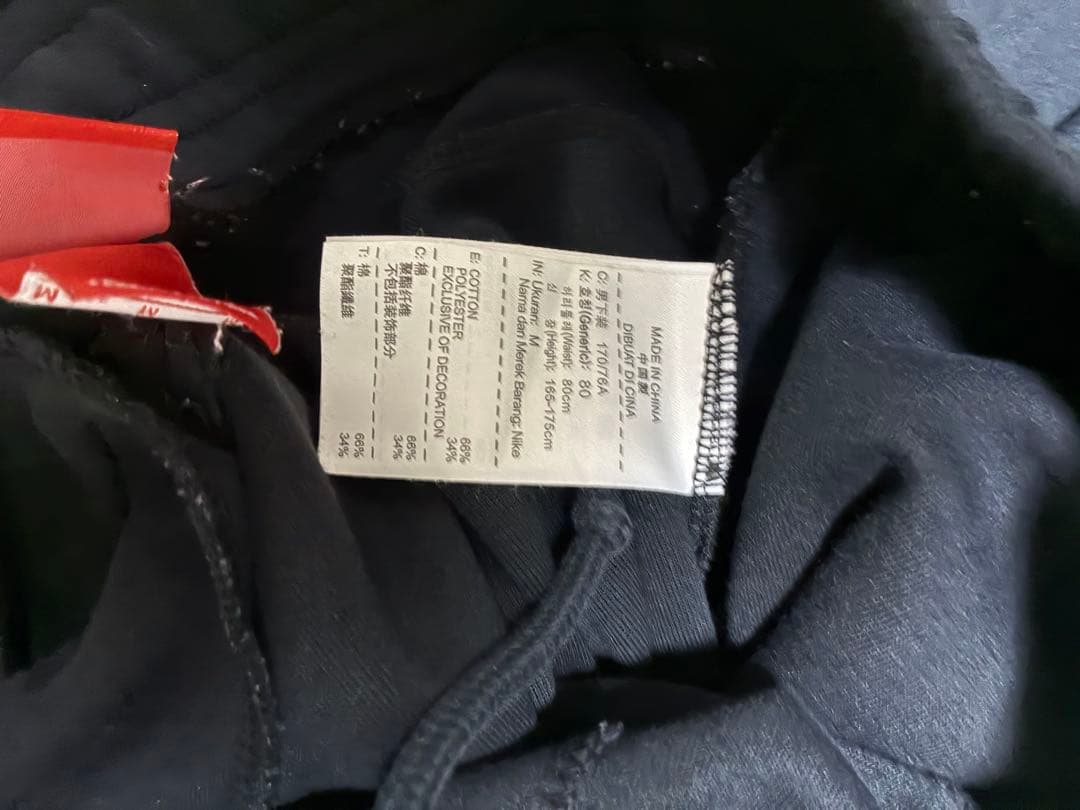 MADE IN CHINA
中國製
DIBUAT DI CINA
C: 男下装 170/76A
K: 호칭(Generic): 80
허리둘레(Waist): 80cm
신 장(Height): 165-175cm
IN: Ukuran: M
Nama dan Merek Barang: Nike
E: COTTON 66%
POLYESTER 34%
EXCLUSIVE OF DECORATION
C: 棉 66%
聚酯纤维 34%
不包括装饰部分
T: 棉 66%
聚酯纖維 34%
M